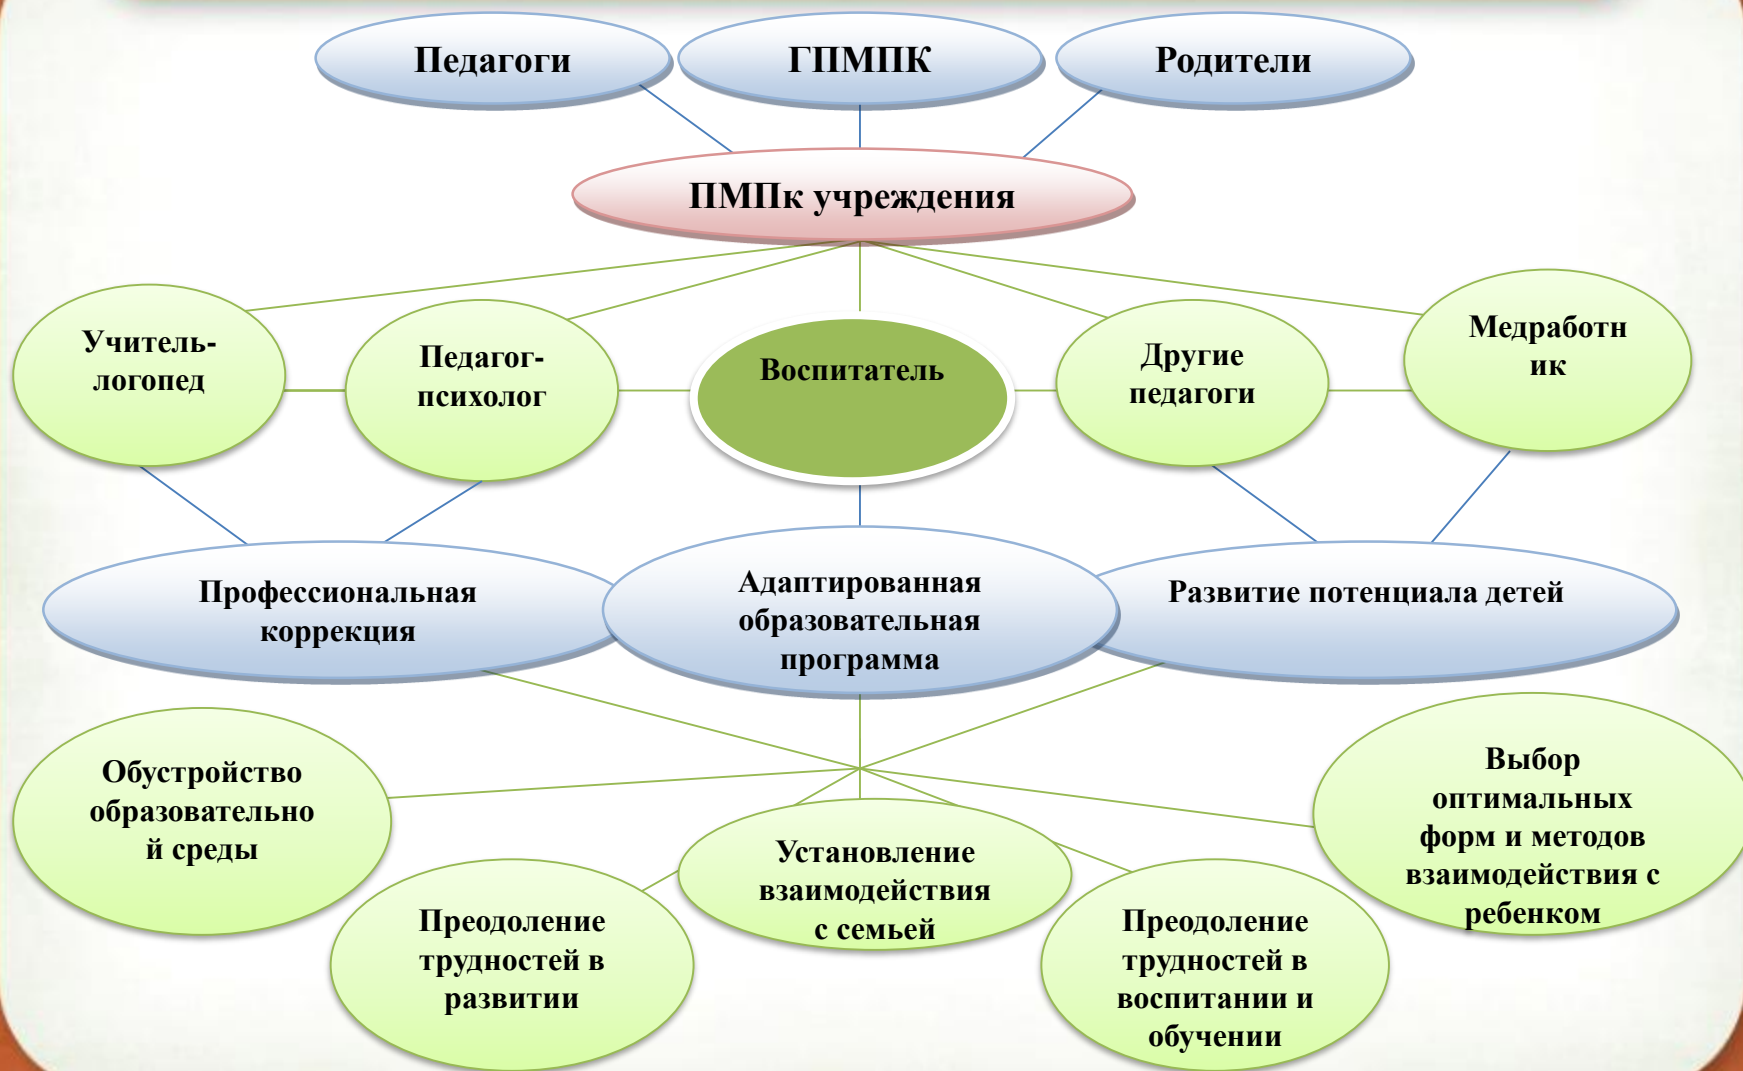 Педагоги
ГПМПК
Родители
ПМПк учреждения
Учитель-
логопед
Педагог-
психолог
Воспитатель
Другие
педагоги
Медработн
ик
Профессиональная
коррекция
Адаптированная
образовательная
программа
Развитие потенциала детей
Обустройство
образовательно
й среды
Преодоление
трудностей в
развитии
Установление
взаимодействия
с семьей
Преодоление
трудностей в
воспитании и
обучении
Выбор
оптимальных
форм и методов
взаимодействия с
ребенком